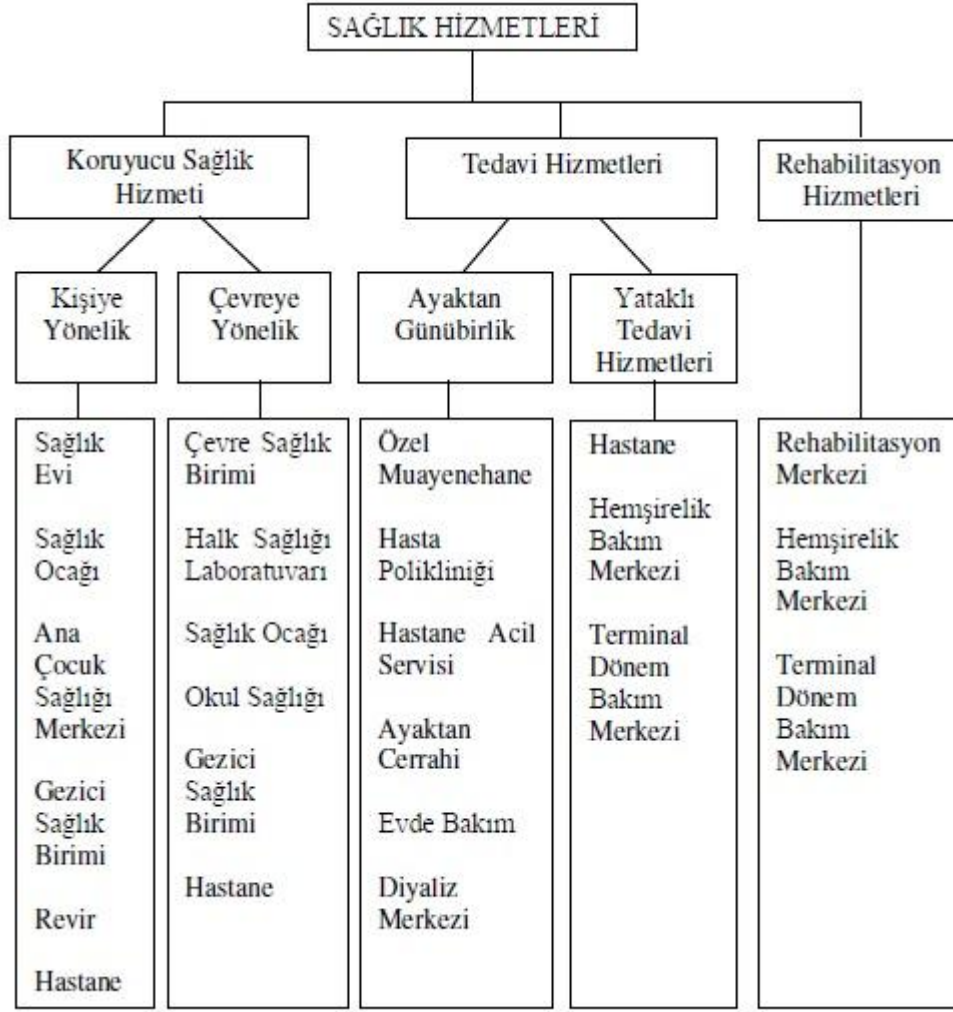 SAĞLIK HİZMETLERİ
Koruyucu Sağlik
Hizmeti
Tedavi Hizmetleri
Rehabilitasyon
Hizmetleri
Kişiye
Yönelik
Çevreye
Yönelik
Ayaktan
Günübirlik
Yataklı
Tedavi
Hizmetleri
Sağlık
Evi
Sağlık
Ocağı
Ana
Çocuk
Sağlığı
Merkezi
Gezici
Sağlık
Birimi
Revir
Hastane
Çevre Sağlık
Birimi
Halk Sağlığı
Laboratuvarı
Sağlık Ocağı
Okul Sağlığı
Gezici
Sağlık
Birimi
Hastane
Özel
Muayenehane
Hasta
Polikliniği
Hastane Acil
Servisi
Ayaktan
Cerrahi
Evde Bakım
Diyaliz
Merkezi
Hastane
Hemşirelik
Bakım
Merkezi
Terminal
Dönem
Bakım
Merkezi
Rehabilitasyon
Merkezi
Hemşirelik
Bakım
Merkezi
Terminal
Dönem
Bakım
Merkezi